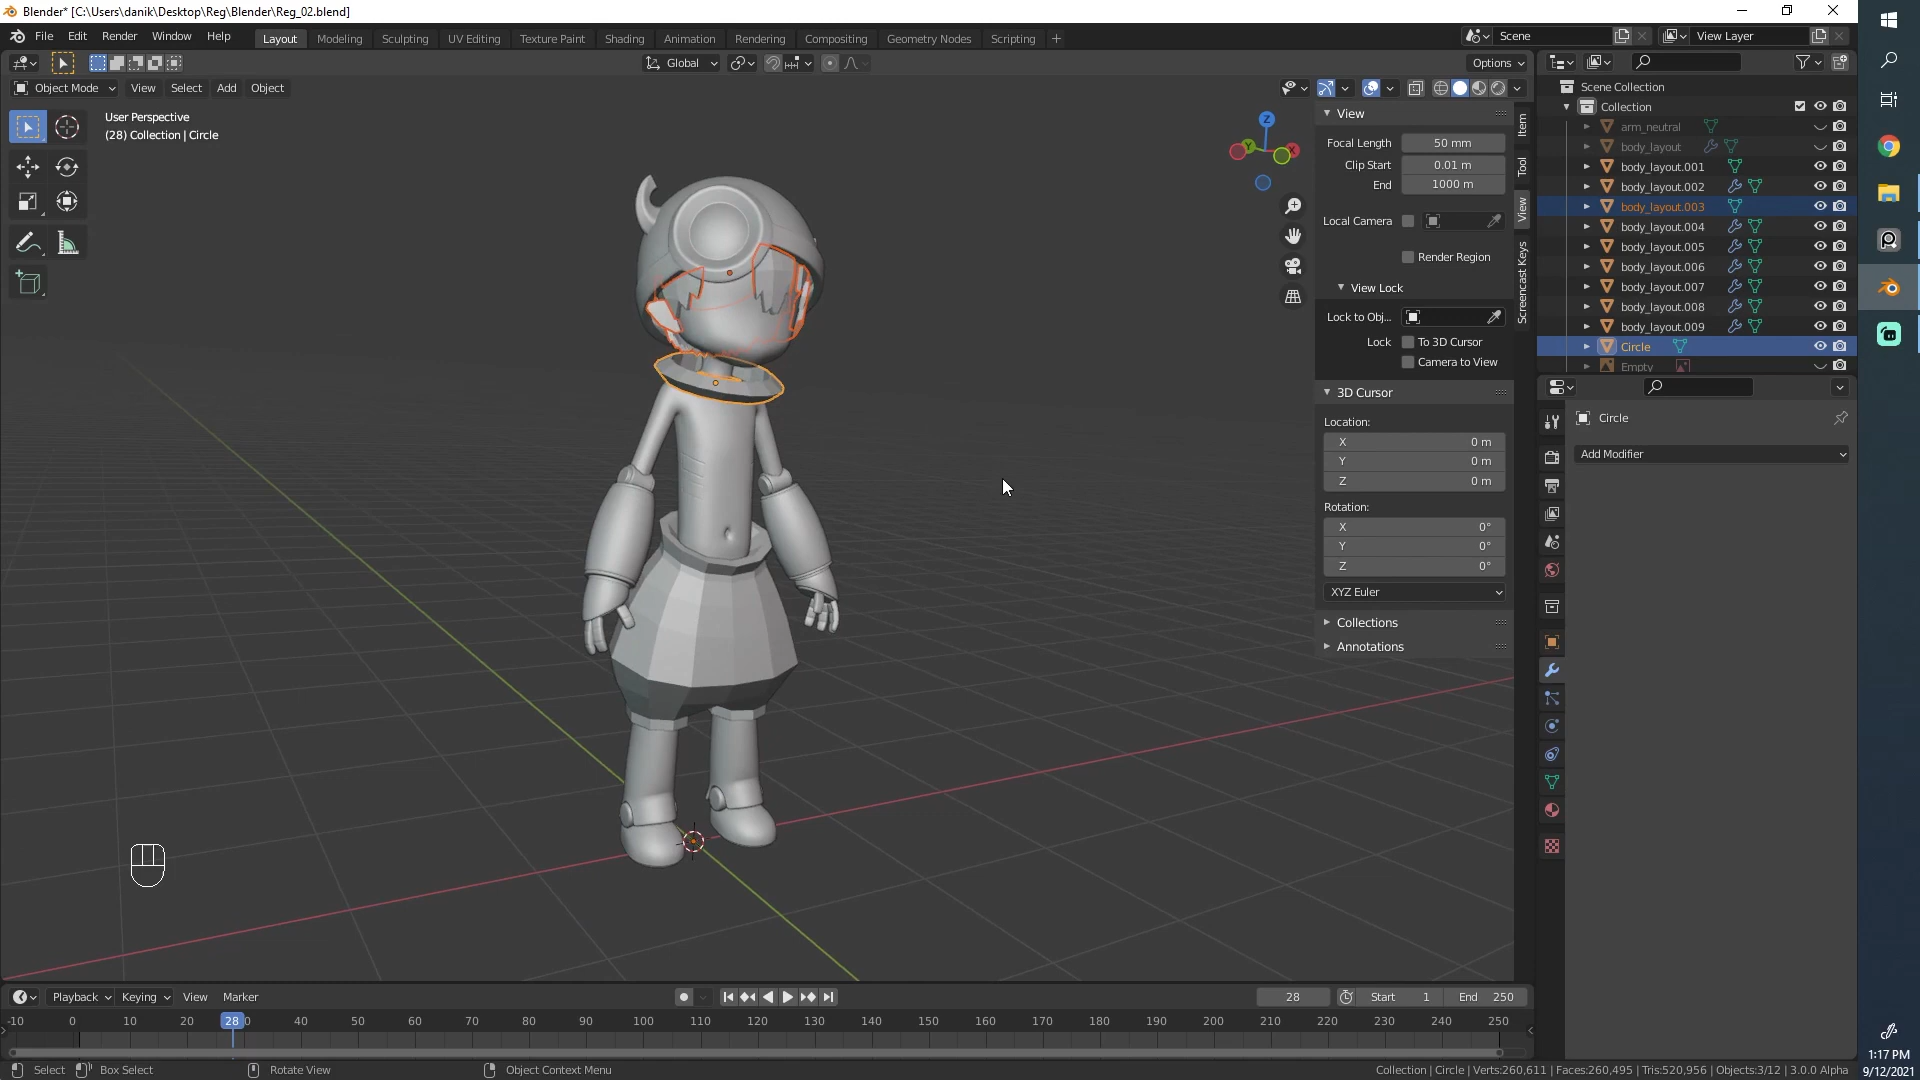 Blender* [C:\Users\danik\Desktop\Reg\Blender\Reg_02.blend]
File Edit Render Window Help Layout Modeling Sculpting UV Editing Texture Paint Shading Animation Rendering Compositing Geometry Nodes Scripting + Scene View Layer
Global Options
Object Mode View Select Add Object
User Perspective
(28) Collection | Circle
Z
Y
X
View
Focal Length 50 mm
Clip Start 0.01 m
End 1000 m
Local Camera
Render Region
View Lock
Lock to Obj...
Lock To 3D Cursor
Camera to View
3D Cursor
Location:
X 0 m
Y 0 m
Z 0 m
Rotation:
X 0°
Y 0°
Z 0°
XYZ Euler
Collections
Annotations
Item
Tool
View
Screencast Keys
Scene Collection
Collection
arm_neutral
body_layout
body_layout.001
body_layout.002
body_layout.003
body_layout.004
body_layout.005
body_layout.006
body_layout.007
body_layout.008
body_layout.009
Circle
Empty
Circle
Add Modifier
Playback Keying View Marker 28 Start 1 End 250
-10 0 10 20 28 0 40 50 60 70 80 90 100 110 120 130 140 150 160 170 180 190 200 210 220 230 240 250
Select Box Select Rotate View Object Context Menu Collection | Circle | Verts:260,611 | Faces:260,495 | Tris:520,956 | Objects:3/12 | 3.0.0 Alpha
1:17 PM
9/12/2021